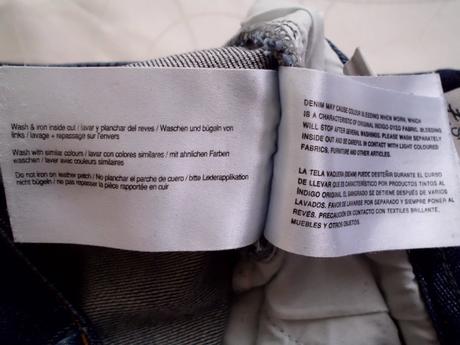 Wash & iron inside out / lavar y planchar del reves / Waschen und bügeln von
links / lavage + repassage sur l'envers
Wash with similar colours / lavar con colores similares / mit ähnlichen Farben
waschen / laver avec couleurs similaires
Do not iron on leather patch / No planchar el parche de cuero / bitte Lederapplikation
nicht bügeln / ne pas repasser la pièce rapportée en cuir
DENIM MAY CAUSE COLOUR BLEEDING WHEN WORN, WHICH
IS A CHARACTERISTIC OF ORIGINAL INDIGO-DYED FABRIC. BLEEDING
WILL STOP AFTER SEVERAL WASHINGS. PLEASE WASH SEPARATELY
INSIDE OUT AND BE CAREFUL IN CONTACT WITH LIGHT COLOURED
FABRICS, FURNITURE AND OTHER ARTICLES.
LA TELA VAQUERA (DENIM) PUEDE DESTEÑIR DURANTE EL CURSO
DE LLEVAR QUE ES CARACTERÍSTICO POR PRODUCTOS TINTOS AL
ÍNDIGO ORIGINAL. EL SANGRADO SE DETIENE DESPUÉS DE VARIOS
LAVADOS. FAVOR DE LAVARSE POR SEPARADO Y SIEMPRE PONER AL
REVÉS. PRECAUCIÓN EN CONTACTO CON TEXTILES BRILLANTE,
MUEBLES Y OTROS OBJETOS.